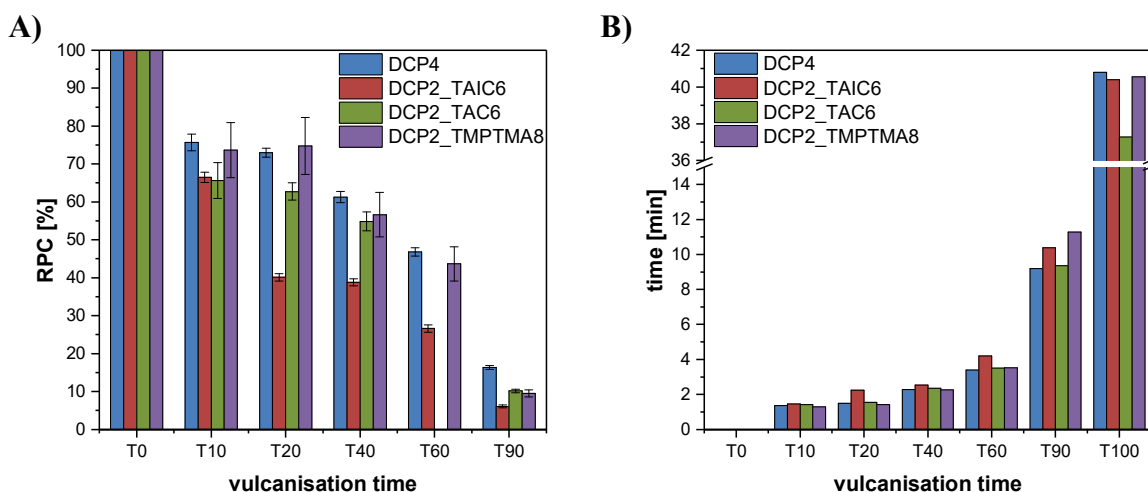 A)
100
90
80
70
60
50
40
30
20
10
0
RPC [%]
DCP4
DCP2_TAIC6
DCP2_TAC6
DCP2_TMPTMA8
T0 T10 T20 T40 T60 T90
vulcanisation time
B)
42
40
38
36
14
12
10
8
6
4
2
0
time [min]
DCP4
DCP2_TAIC6
DCP2_TAC6
DCP2_TMPTMA8
T0 T10 T20 T40 T60 T90 T100
vulcanisation time